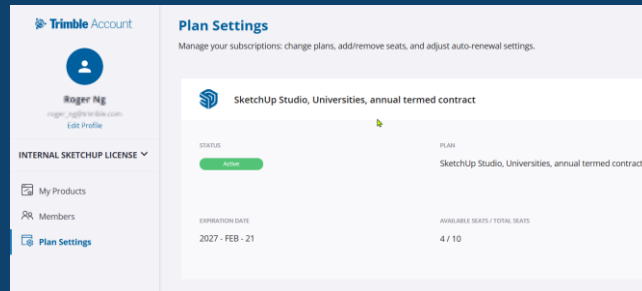 Trimble Account
Roger Ng
Edit Profile
INTERNAL SKETCHUP LICENSE
My Products
Members
Plan Settings
Plan Settings
Manage your subscriptions: change plans, add/remove seats, and adjust auto-renewal settings.
SketchUp Studio, Universities, annual termed contract
STATUS
Active
PLAN
SketchUp Studio, Universities, annual termed contract
EXPIRATION DATE
2027 - FEB - 21
AVAILABLE SEATS / TOTAL SEATS
4 / 10